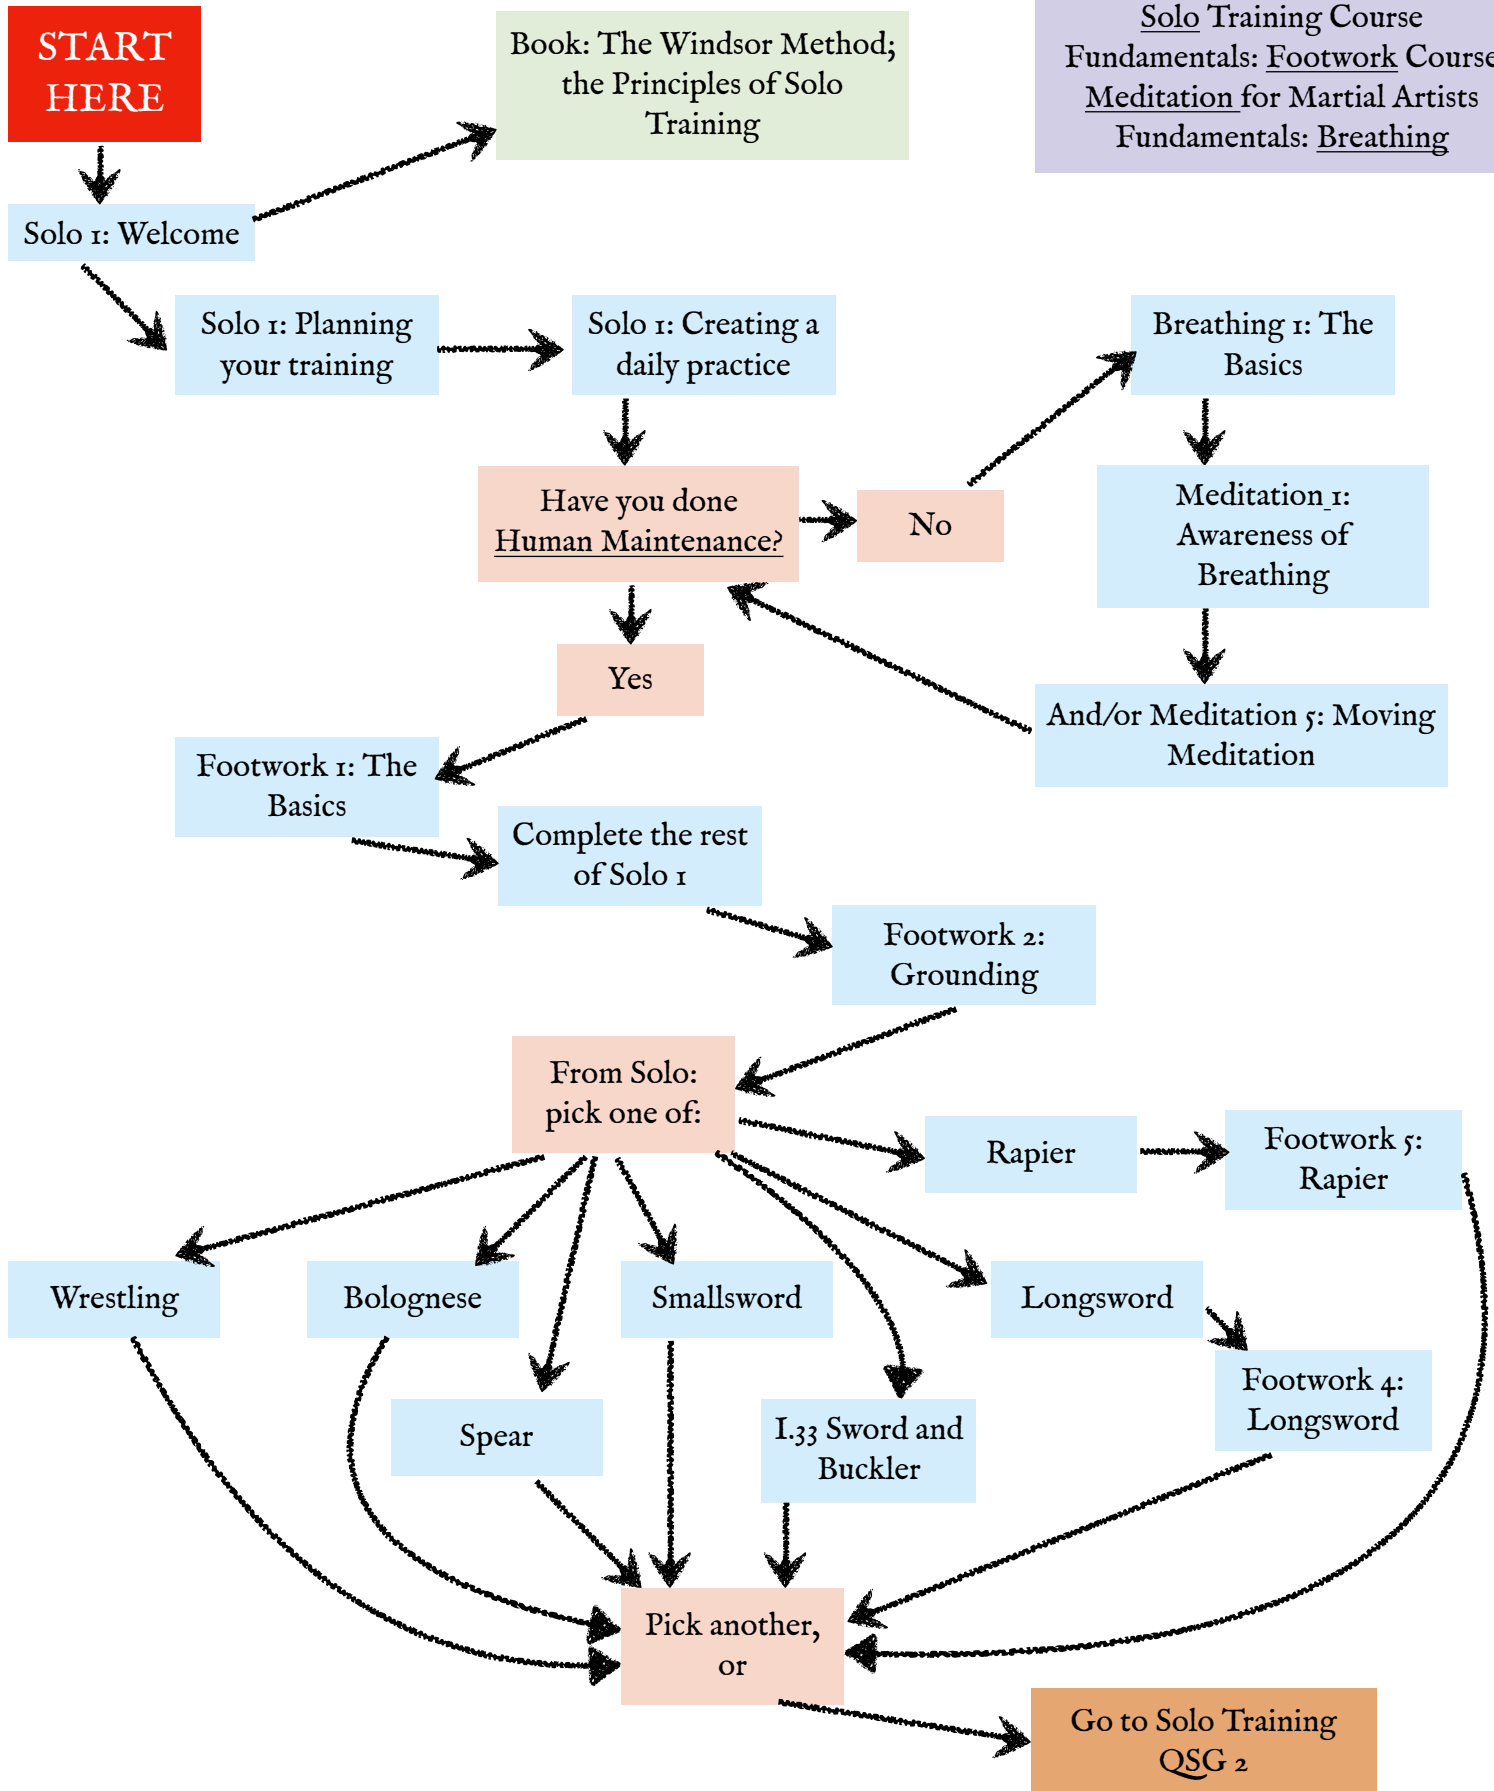 START
HERE
Book: The Windsor Method;
the Principles of Solo
Training
Solo Training Course
Fundamentals: Footwork Course
Meditation for Martial Artists
Fundamentals: Breathing
Solo 1: Welcome
Solo 1: Planning
your training
Solo 1: Creating a
daily practice
Breathing 1: The
Basics
Have you done
Human Maintenance?
No
Meditation 1:
Awareness of
Breathing
Yes
And/or Meditation 5: Moving
Meditation
Footwork 1: The
Basics
Complete the rest
of Solo 1
Footwork 2:
Grounding
From Solo:
pick one of:
Rapier
Footwork 5:
Rapier
Wrestling
Bolognese
Smallsword
Longsword
Footwork 4:
Longsword
Spear
I.33 Sword and
Buckler
Pick another,
or
Go to Solo Training
QSG 2